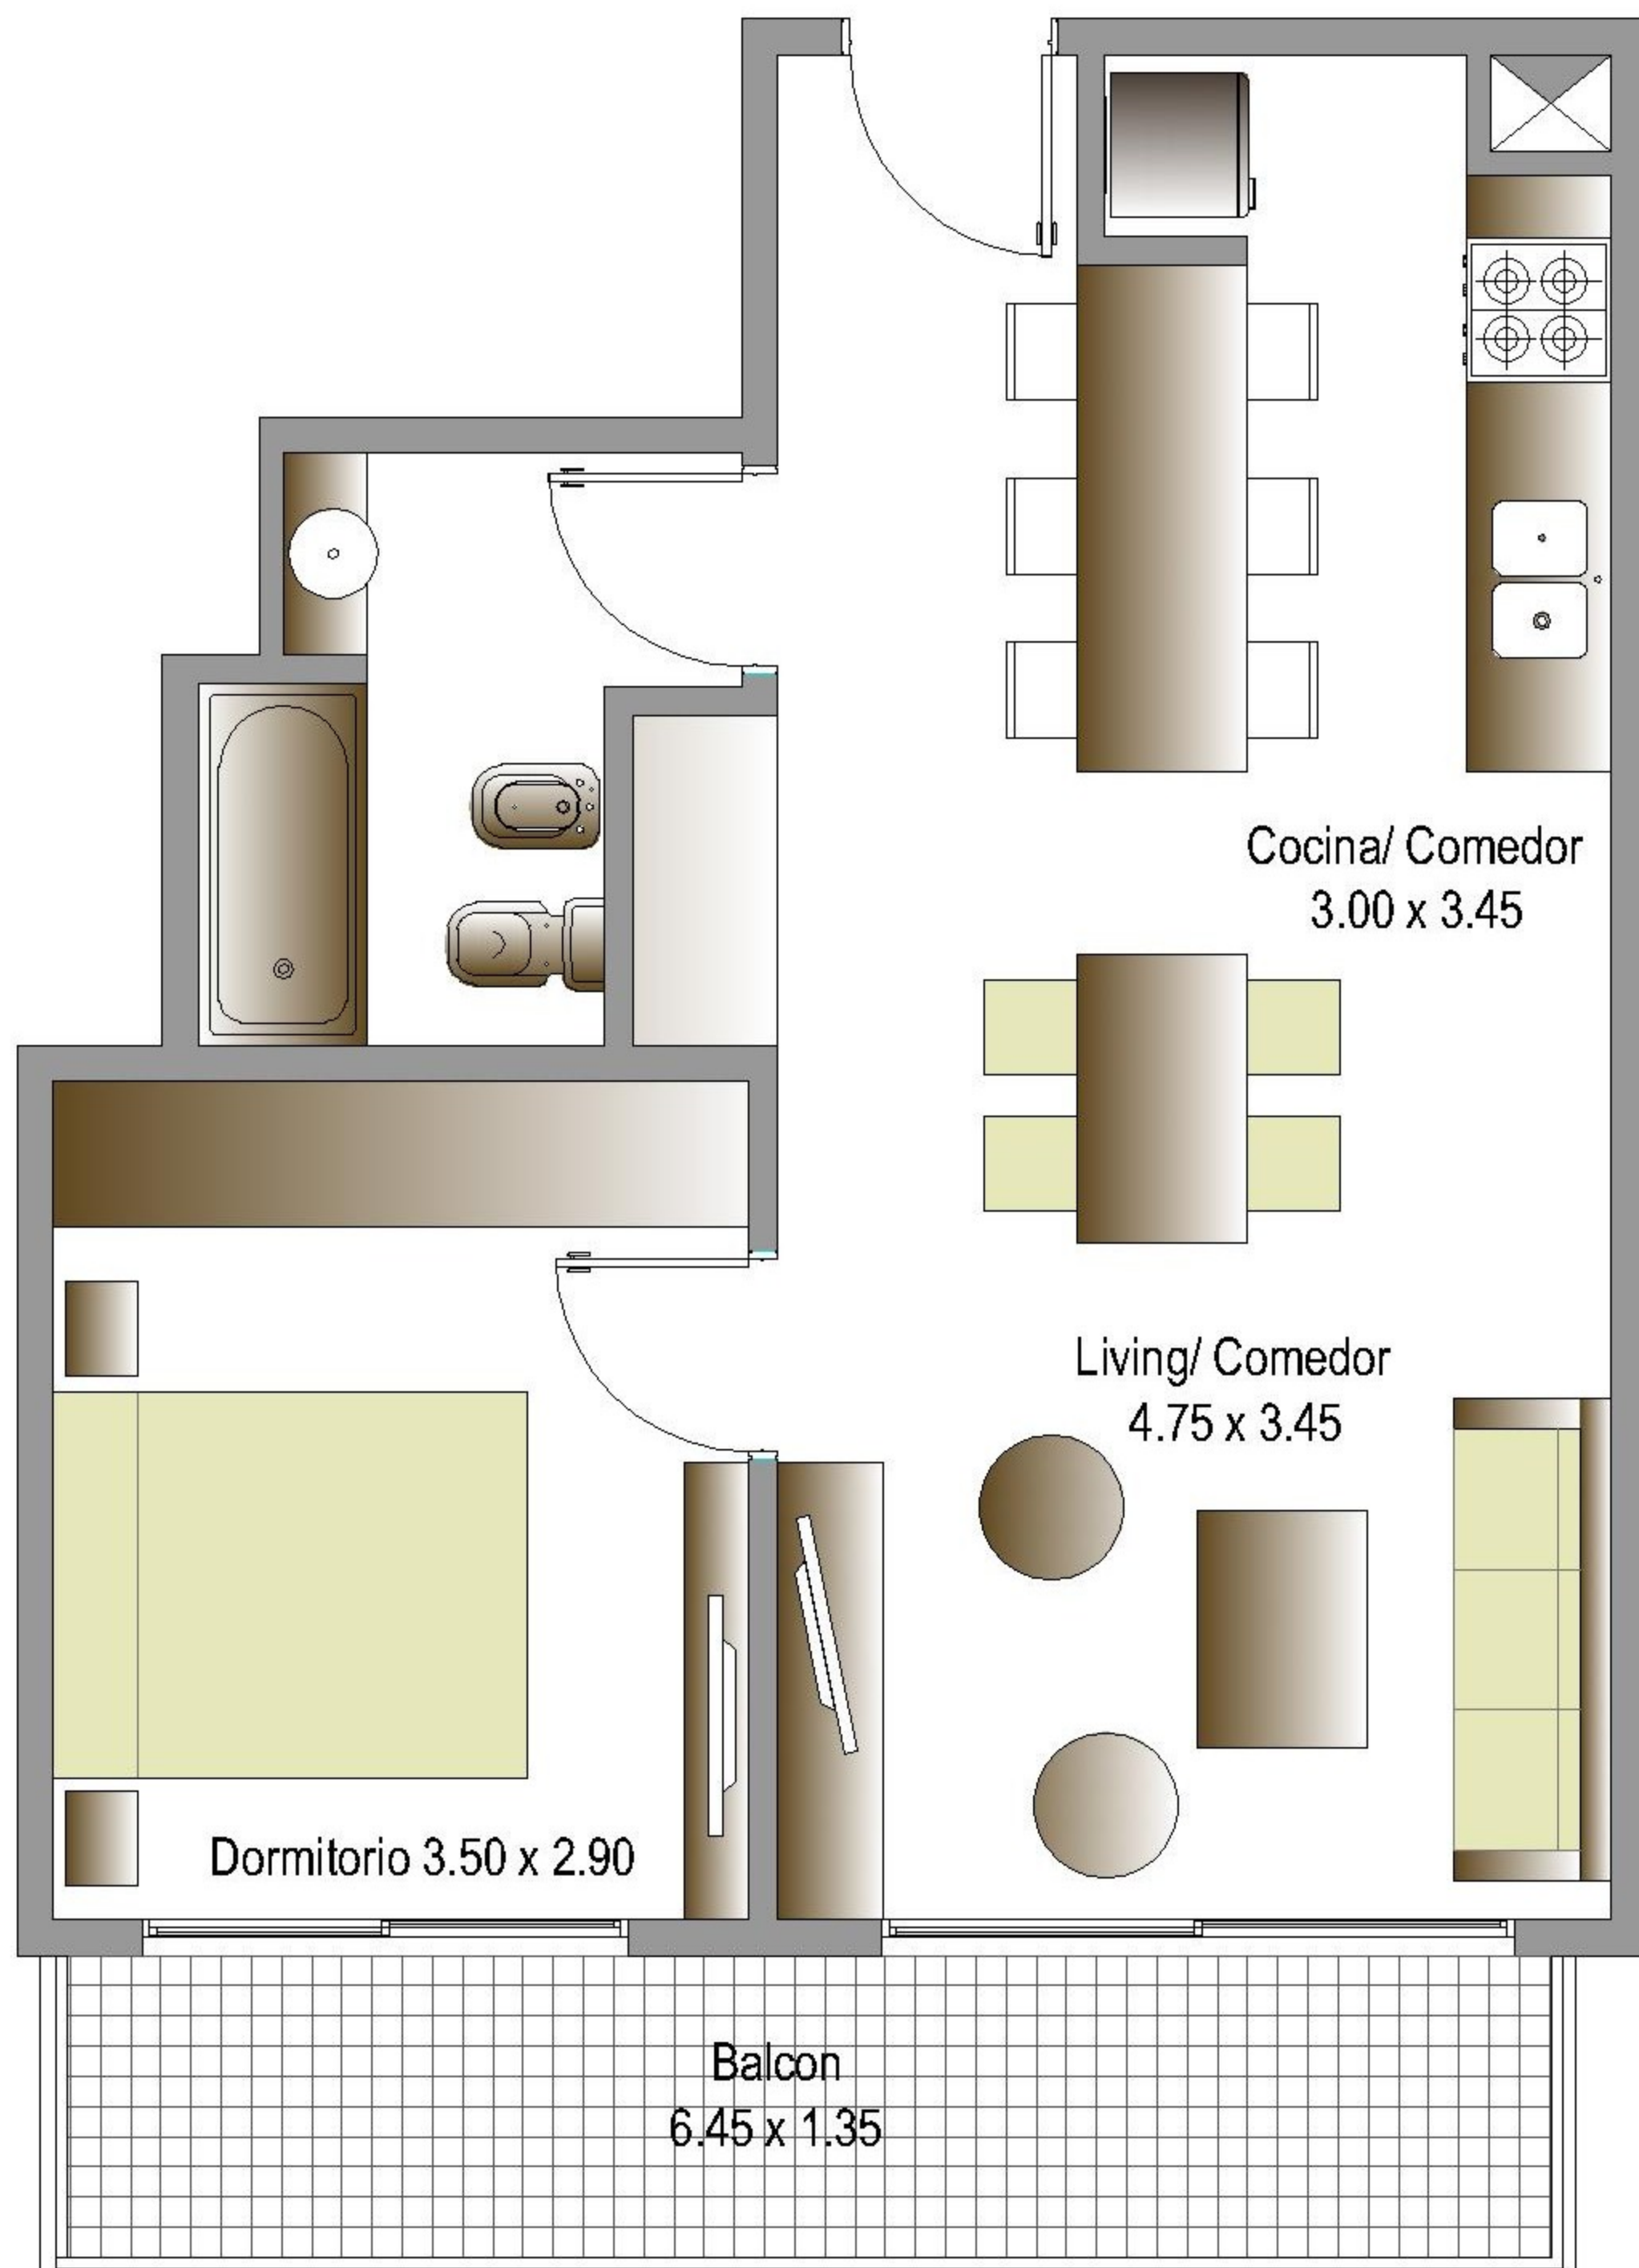 Cocina/ Comedor
3.00 x 3.45
Living/ Comedor
4.75 x 3.45
Dormitorio 3.50 x 2.90
Balcon
6.45 x 1.35